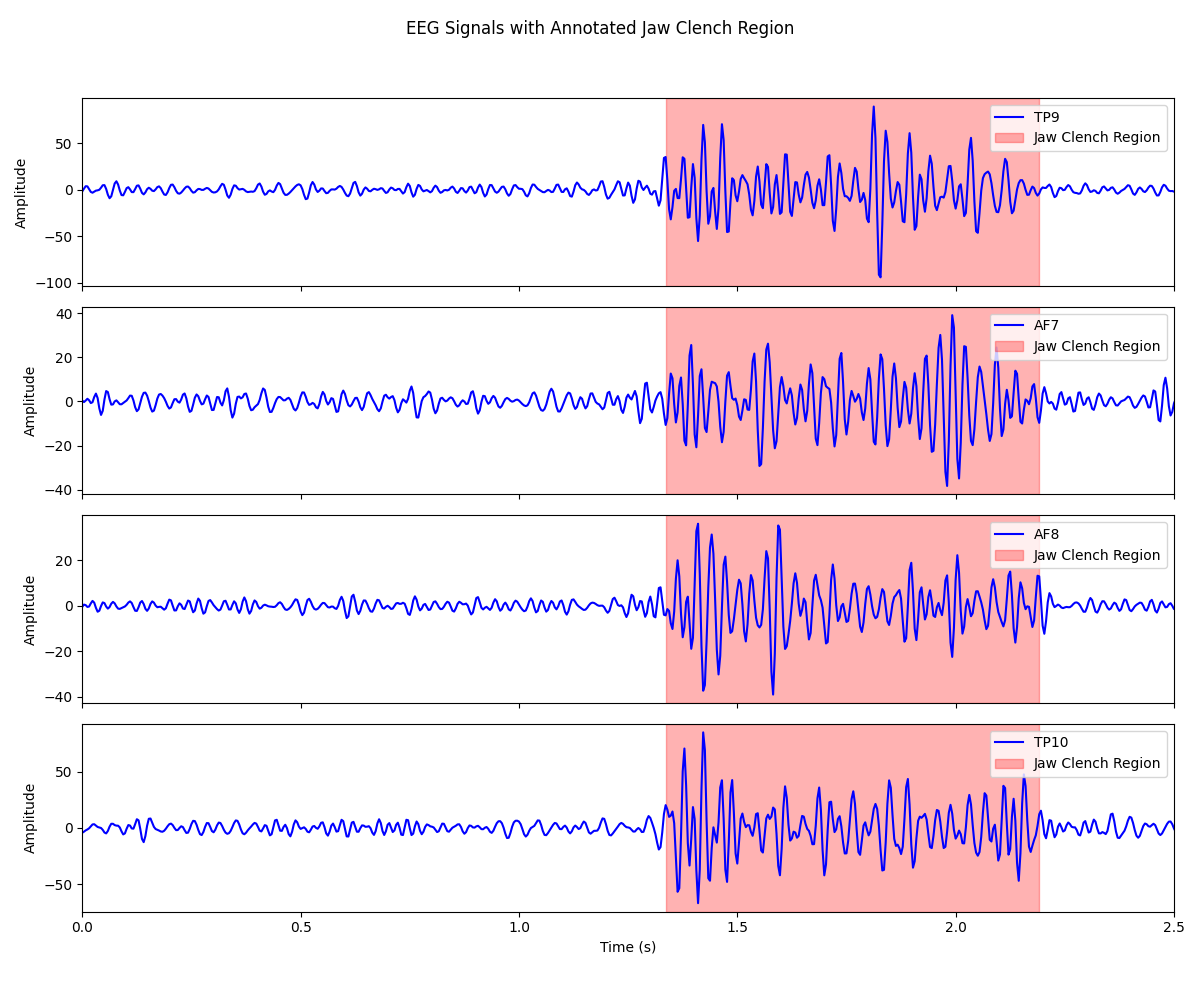 EEG Signals with Annotated Jaw Clench Region
Amplitude
50
0
−50
−100
TP9
Jaw Clench Region
Amplitude
40
20
0
−20
−40
AF7
Jaw Clench Region
Amplitude
20
0
−20
−40
AF8
Jaw Clench Region
Amplitude
50
0
−50
TP10
Jaw Clench Region
0.0 0.5 1.0 1.5 2.0 2.5
Time (s)